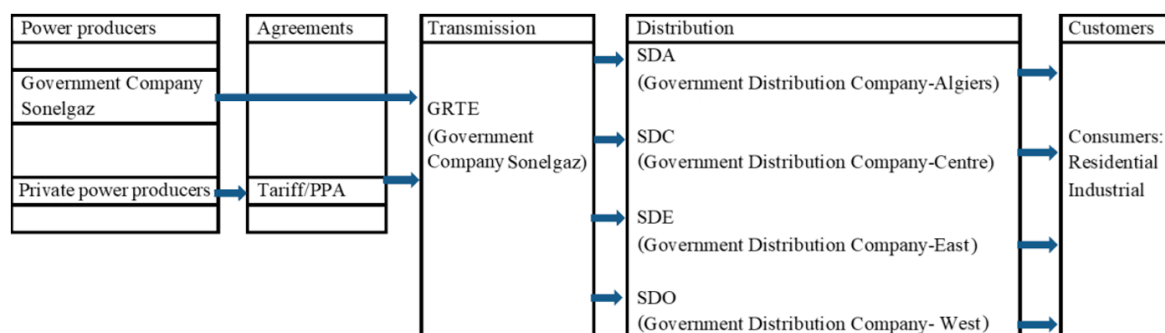 Power producers
Government Company
Sonelgaz
Private power producers
Agreements
Tariff/PPA
Transmission
GRTE
(Government
Company Sonelgaz)
Distribution
SDA
(Government Distribution Company-Algiers)
SDC
(Government Distribution Company-Centre)
SDE
(Government Distribution Company-East)
SDO
(Government Distribution Company- West)
Customers
Consumers:
Residential
Industrial